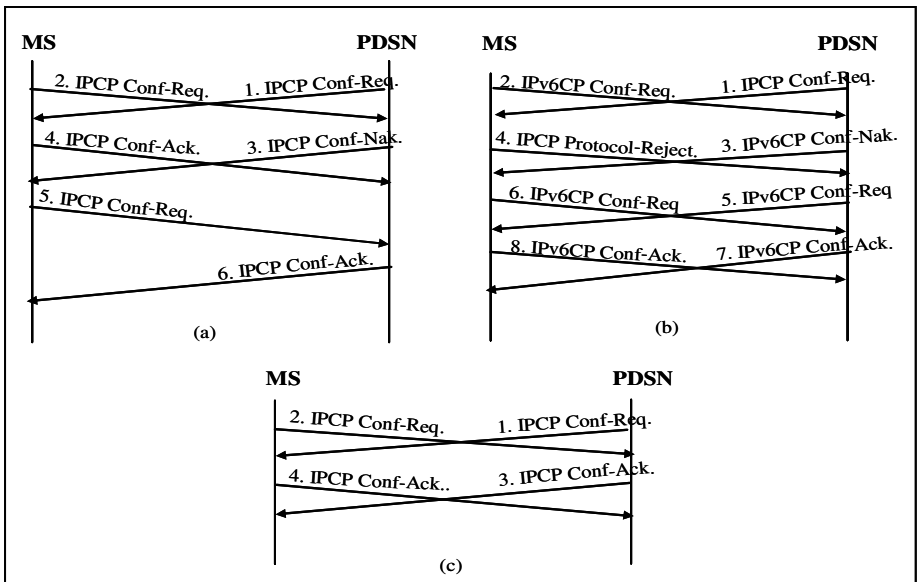 MS PDSN
2. IPCP Conf-Req. 1. IPCP Conf-Req.
4. IPCP Conf-Ack. 3. IPCP Conf-Nak.
5. IPCP Conf-Req.
6. IPCP Conf-Ack.
(a)
MS PDSN
2. IPv6CP Conf-Req. 1. IPCP Conf-Req.
4. IPCP Protocol-Reject. 3. IPv6CP Conf-Nak.
6. IPv6CP Conf-Req 5. IPv6CP Conf-Req
8. IPv6CP Conf-Ack. 7. IPv6CP Conf-Ack.
(b)
MS PDSN
2. IPCP Conf-Req. 1. IPCP Conf-Req.
4. IPCP Conf-Ack.. 3. IPCP Conf-Ack.
(c)